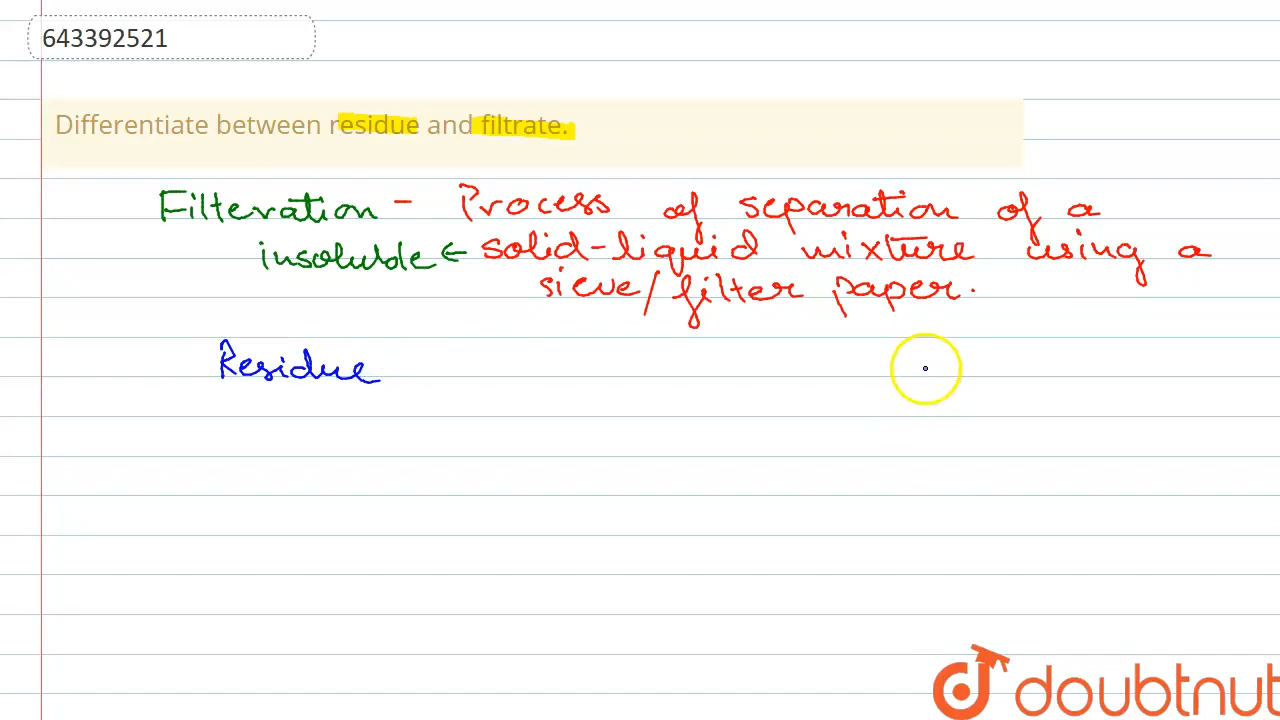 643392521
Differentiate between residue and filtrate.
Filteration - Process of separation of a
insoluble ← solid-liquid mixture using a
sieve/filter paper.
Residue
doubtnut